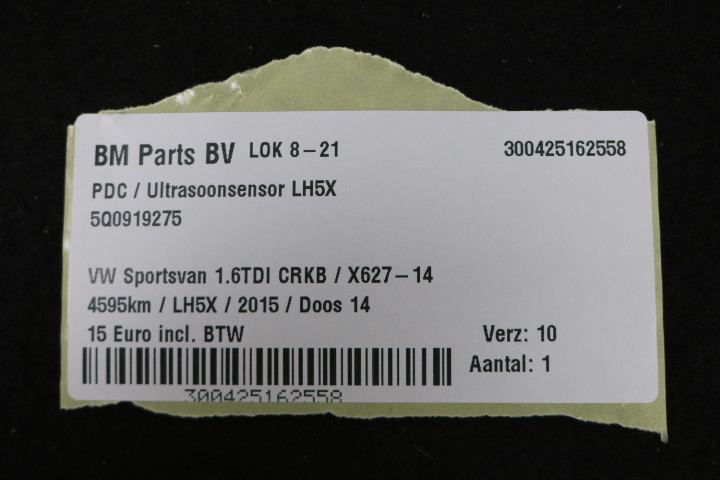 BM Parts BV LOK 8-21 300425162558
PDC / Ultrasoonsensor LH5X
5Q0919275
VW Sportsvan 1.6TDI CRKB / X627-14
4595km / LH5X / 2015 / Doos 14
15 Euro incl. BTW Verz: 10
Aantal: 1
300425162558